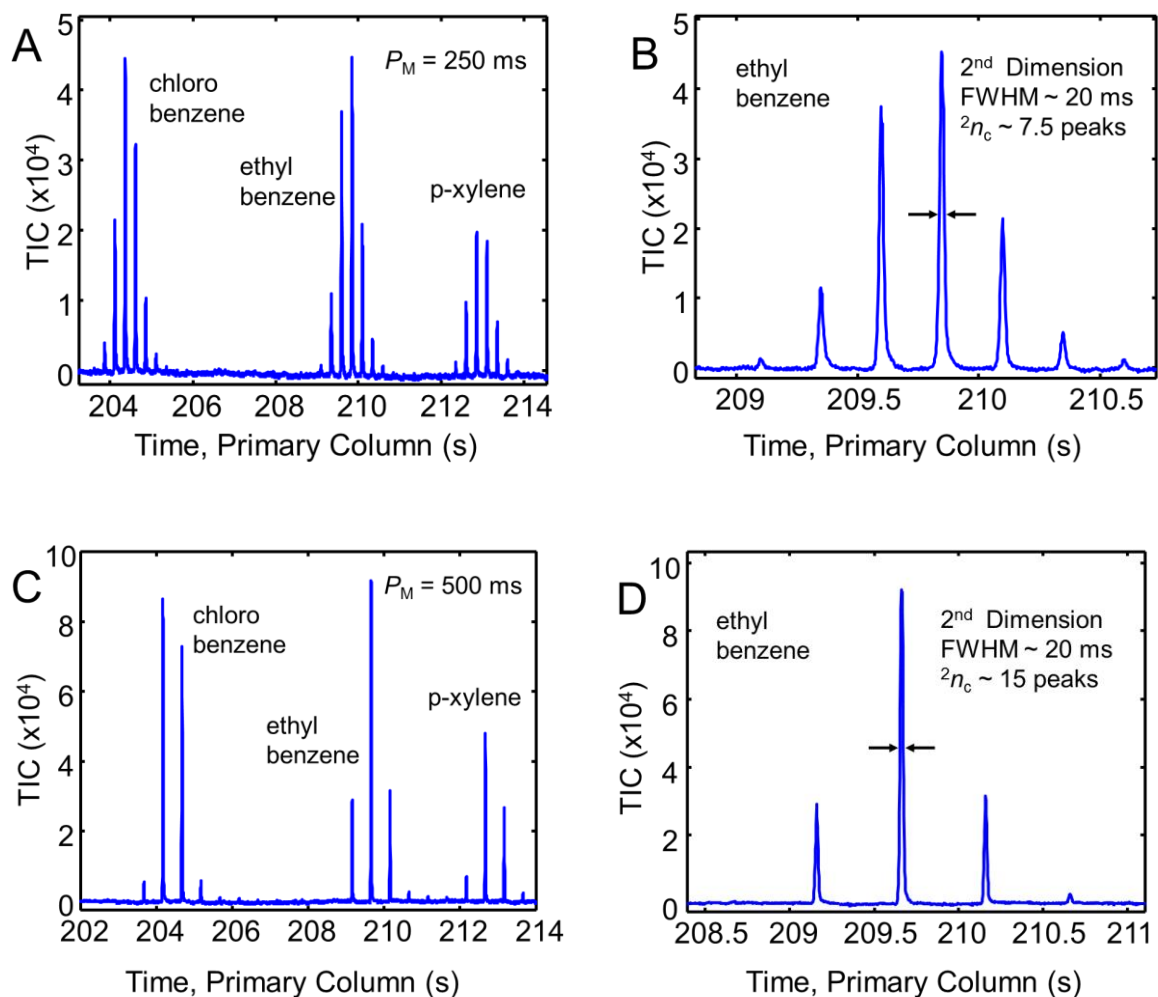 A
P_M = 250 ms
chloro
benzene
ethyl
benzene
p-xylene
TIC (x10⁴)
5
4
3
2
1
0
204 206 208 210 212 214
Time, Primary Column (s)
B
ethyl
benzene
2ⁿᵈ Dimension
FWHM ~ 20 ms
²n_c ~ 7.5 peaks
TIC (x10⁴)
5
4
3
2
1
0
209 209.5 210 210.5
Time, Primary Column (s)
C
P_M = 500 ms
chloro
benzene
ethyl
benzene
p-xylene
TIC (x10⁴)
10
8
6
4
2
0
202 204 206 208 210 212 214
Time, Primary Column (s)
D
ethyl
benzene
2ⁿᵈ Dimension
FWHM ~ 20 ms
²n_c ~ 15 peaks
TIC (x10⁴)
10
8
6
4
2
0
208.5 209 209.5 210 210.5 211
Time, Primary Column (s)